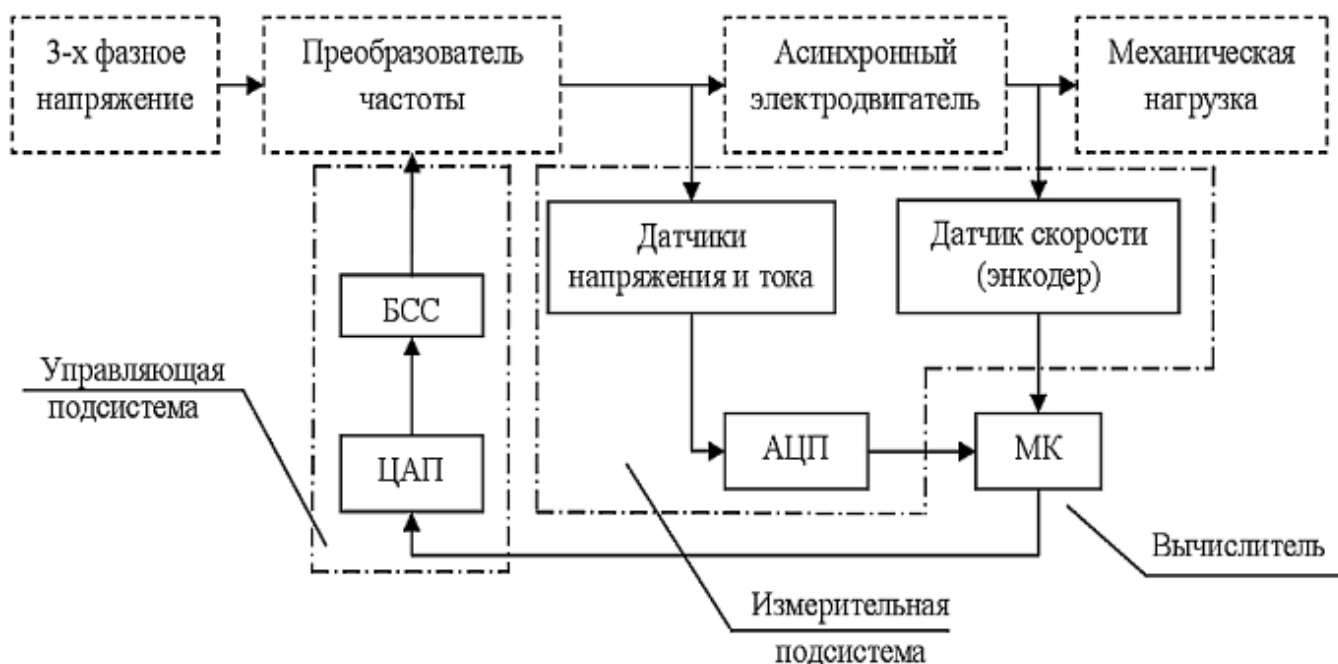 3-х фазное
напряжение
Преобразователь
частоты
Асинхронный
электродвигатель
Механическая
нагрузка
Датчики
напряжения и тока
Датчик скорости
(энкодер)
БСС
Управляющая
подсистема
ЦАП
АЦП
МК
Вычислитель
Измерительная
подсистема